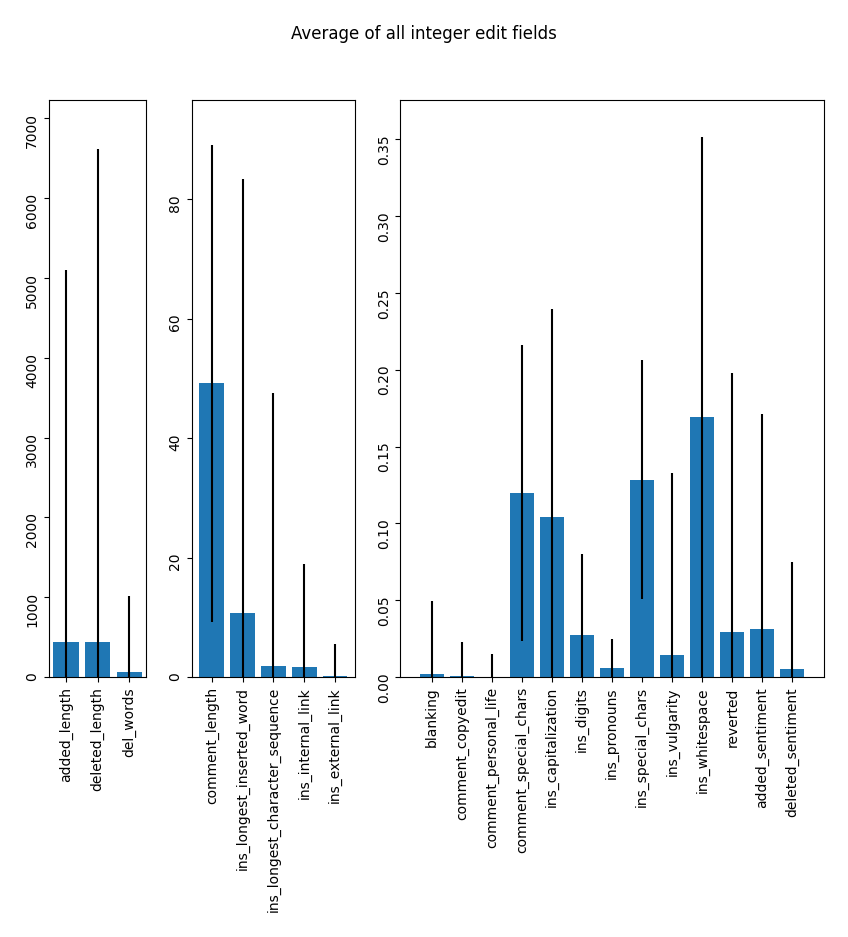 Average of all integer edit fields
7000
6000
5000
4000
3000
2000
1000
0
added_length
deleted_length
del_words
80
60
40
20
0
comment_length
ins_longest_inserted_word
ins_longest_character_sequence
ins_internal_link
ins_external_link
0.35
0.30
0.25
0.20
0.15
0.10
0.05
0.00
blanking
comment_copyedit
comment_personal_life
comment_special_chars
ins_capitalization
ins_digits
ins_pronouns
ins_special_chars
ins_vulgarity
ins_whitespace
reverted
added_sentiment
deleted_sentiment